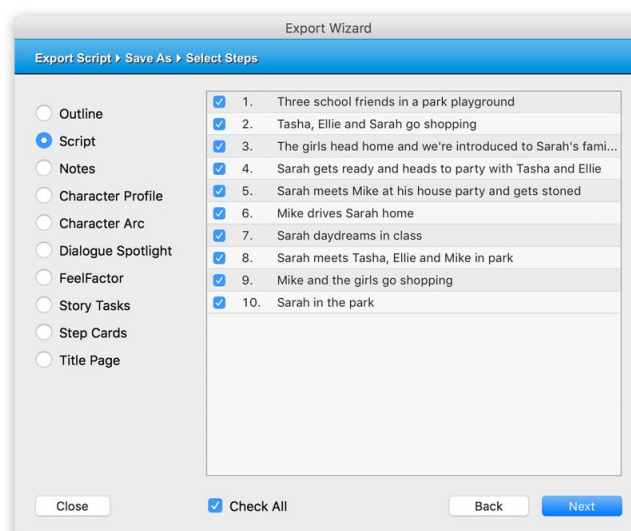 Export Wizard
Export Script ▸ Save As ▸ Select Steps
Outline
Script
Notes
Character Profile
Character Arc
Dialogue Spotlight
FeelFactor
Story Tasks
Step Cards
Title Page
1. Three school friends in a park playground
2. Tasha, Ellie and Sarah go shopping
3. The girls head home and we're introduced to Sarah's fami...
4. Sarah gets ready and heads to party with Tasha and Ellie
5. Sarah meets Mike at his house party and gets stoned
6. Mike drives Sarah home
7. Sarah daydreams in class
8. Sarah meets Tasha, Ellie and Mike in park
9. Mike and the girls go shopping
10. Sarah in the park
Close
Check All
Back
Next